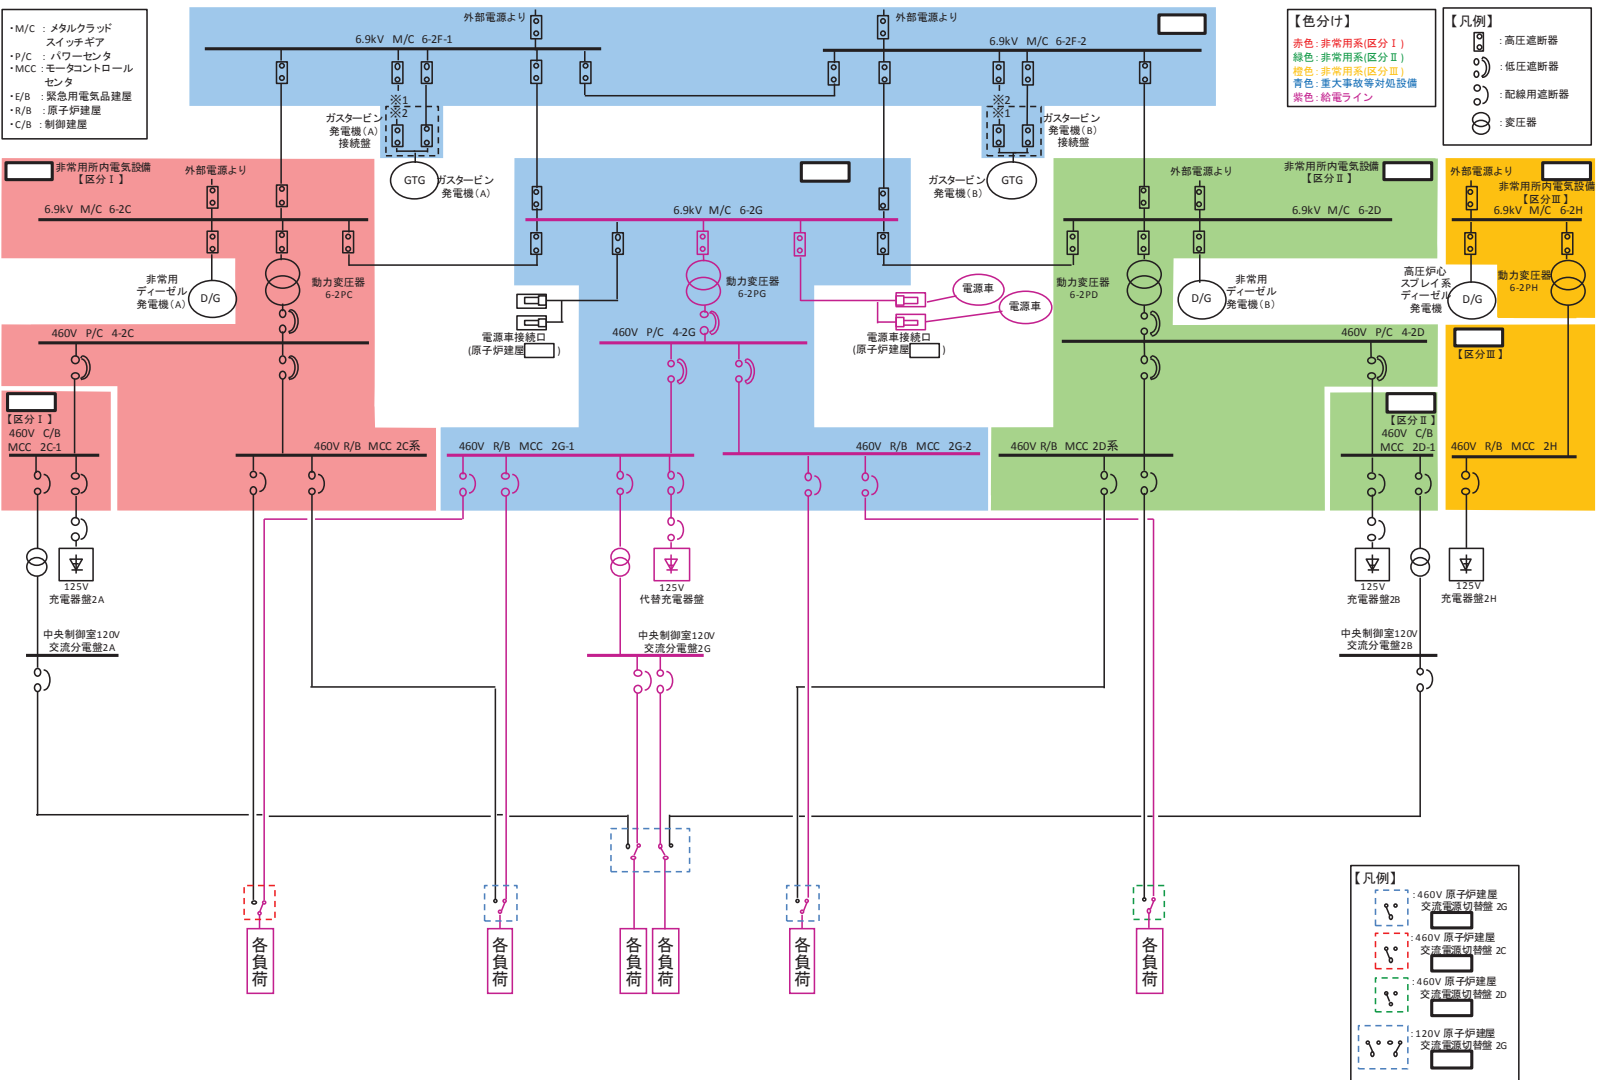 ・M/C ：メタルクラッド
スイッチギア
・P/C ：パワーセンタ
・MCC：モータコントロール
センタ
・E/B ：緊急用電気品建屋
・R/B ：原子炉建屋
・C/B ：制御建屋
外部電源より
6.9kV M/C 6-2F-1
外部電源より
6.9kV M/C 6-2F-2
【色分け】
赤色：非常用系(区分Ⅰ)
緑色：非常用系(区分Ⅱ)
橙色：非常用系(区分Ⅲ)
青色：重大事故等対処設備
紫色：給電ライン
【凡例】
：高圧遮断器
：低圧遮断器
：配線用遮断器
：変圧器
※1
※2
ガスタービン
発電機(A)
接続盤
GTG
ガスタービン
発電機(A)
※2
※1
ガスタービン
発電機(B)
接続盤
ガスタービン
発電機(B)
GTG
非常用所内電気設備
【区分Ⅰ】
外部電源より
6.9kV M/C 6-2C
非常用
ディーゼル
発電機(A)
D/G
動力変圧器
6-2PC
460V P/C 4-2C
6.9kV M/C 6-2G
動力変圧器
6-2PG
460V P/C 4-2G
電源車接続口
(原子炉建屋 )
電源車
電源車
電源車接続口
(原子炉建屋 )
外部電源より
非常用所内電気設備
【区分Ⅱ】
6.9kV M/C 6-2D
動力変圧器
6-2PD
D/G
非常用
ディーゼル
発電機(B)
460V P/C 4-2D
外部電源より
非常用所内電気設備
【区分Ⅲ】
6.9kV M/C 6-2H
高圧炉心
スプレイ系
ディーゼル
発電機
D/G
動力変圧器
6-2PH
【区分Ⅲ】
【区分Ⅰ】
460V C/B
MCC 2C-1
460V R/B MCC 2C系
460V R/B MCC 2G-1
460V R/B MCC 2G-2
460V R/B MCC 2D系
【区分Ⅱ】
460V C/B
MCC 2D-1
460V R/B MCC 2H
125V
充電器盤2A
125V
代替充電器盤
125V
充電器盤2B
125V
充電器盤2H
中央制御室120V
交流分電盤2A
中央制御室120V
交流分電盤2G
中央制御室120V
交流分電盤2B
各負荷
各負荷
各負荷
各負荷
各負荷
各負荷
【凡例】
：460V 原子炉建屋
交流電源切替盤 2G
：460V 原子炉建屋
交流電源切替盤 2C
：460V 原子炉建屋
交流電源切替盤 2D
：120V 原子炉建屋
交流電源切替盤 2G